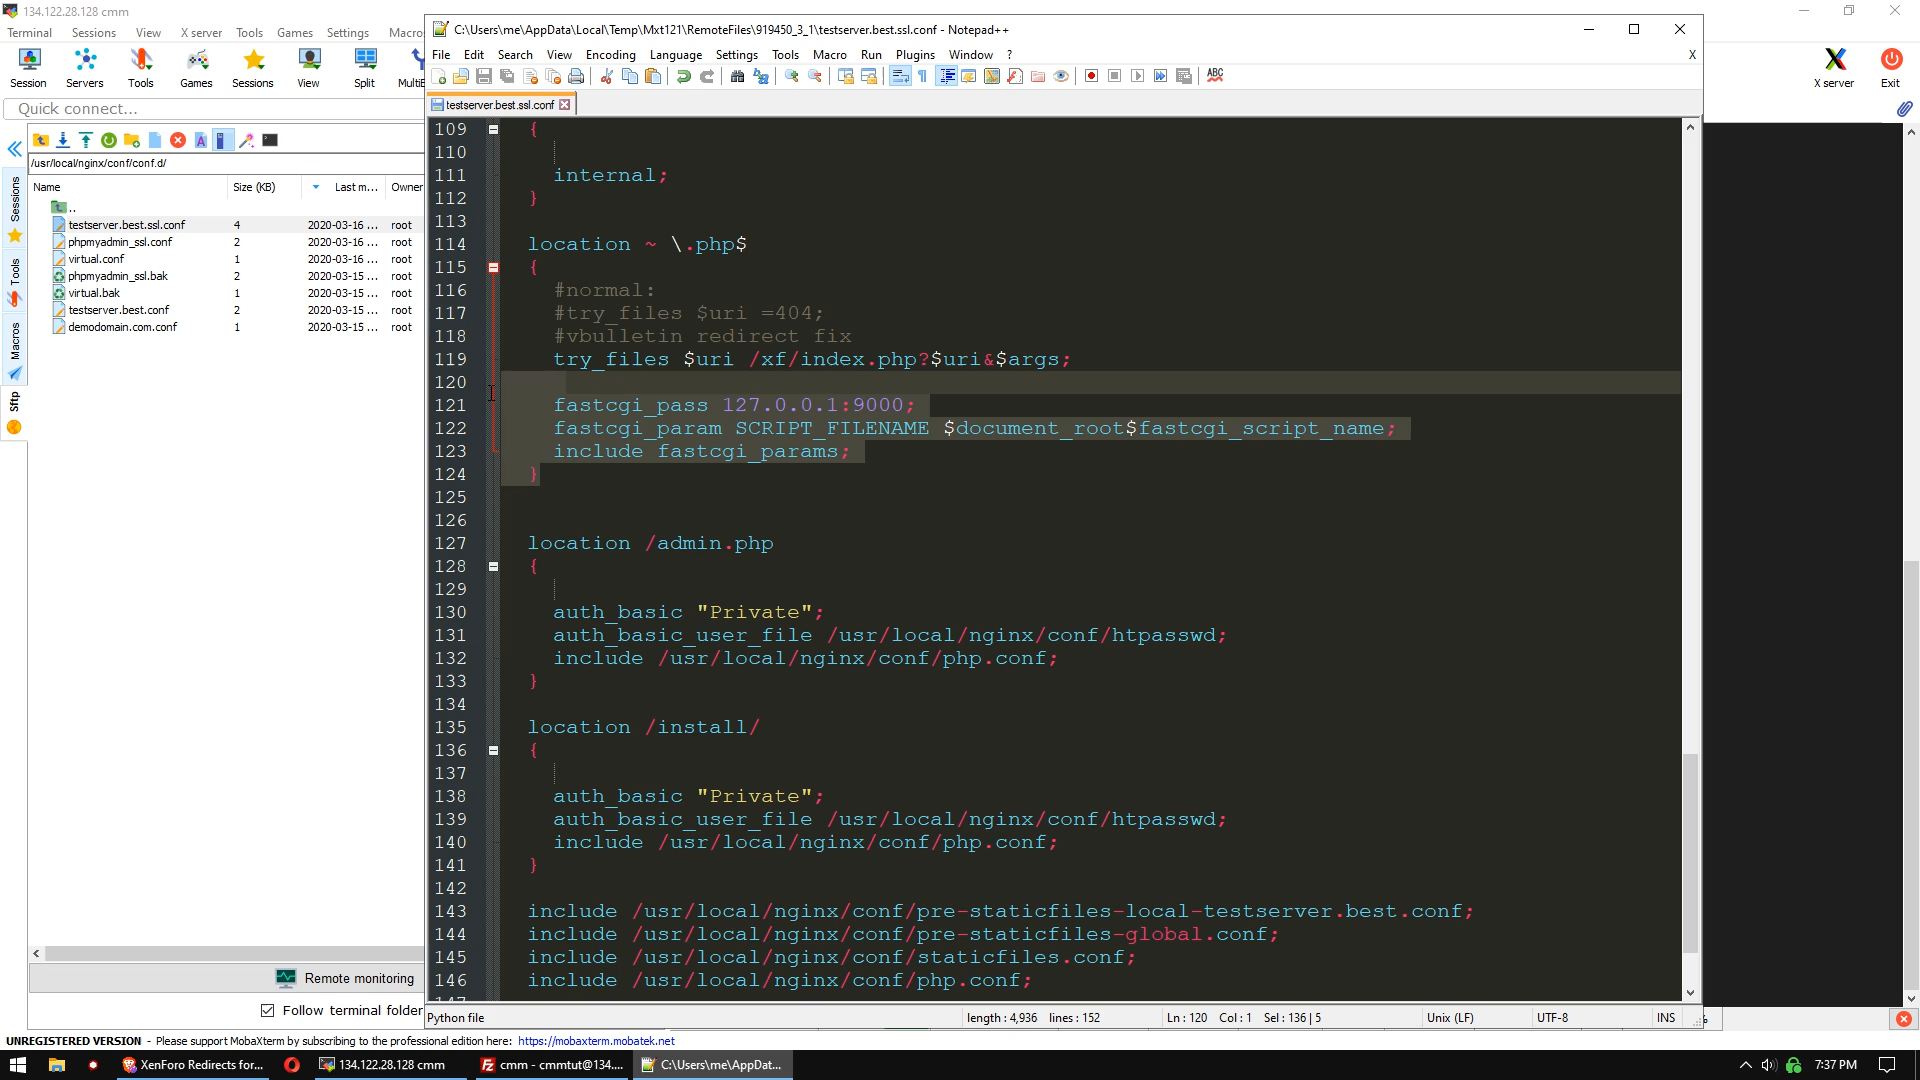 134.122.28.128 cmm
Terminal Sessions View X server Tools Games Settings Macro
Session Servers Tools Games Sessions View Split MultiE
X server Exit
Quick connect...
Sessions
Tools
Macros
Sftp
/usr/local/nginx/conf/conf.d/
Name Size (KB) Last m... Owner
..
testserver.best.ssl.conf 4 2020-03-16 ... root
phpmyadmin_ssl.conf 2 2020-03-16 ... root
virtual.conf 1 2020-03-16 ... root
phpmyadmin_ssl.bak 2 2020-03-15 ... root
virtual.bak 1 2020-03-15 ... root
testserver.best.conf 2 2020-03-15 ... root
demodomain.com.conf 1 2020-03-15 ... root
Remote monitoring
Follow terminal folder
C:\Users\me\AppData\Local\Temp\Mxt121\RemoteFiles\919450_3_1\testserver.best.ssl.conf - Notepad++
File Edit Search View Encoding Language Settings Tools Macro Run Plugins Window ? X
ABC
testserver.best.ssl.conf
109 {
110
111 internal;
112 }
113
114 location ~ \.php$
115 {
116 #normal:
117 #try_files $uri =404;
118 #vbulletin redirect fix
119 try_files $uri /xf/index.php?$uri&$args;
120
121 fastcgi_pass 127.0.0.1:9000;
122 fastcgi_param SCRIPT_FILENAME $document_root$fastcgi_script_name;
123 include fastcgi_params;
124 }
125
126
127 location /admin.php
128 {
129
130 auth_basic "Private";
131 auth_basic_user_file /usr/local/nginx/conf/htpasswd;
132 include /usr/local/nginx/conf/php.conf;
133 }
134
135 location /install/
136 {
137
138 auth_basic "Private";
139 auth_basic_user_file /usr/local/nginx/conf/htpasswd;
140 include /usr/local/nginx/conf/php.conf;
141 }
142
143 include /usr/local/nginx/conf/pre-staticfiles-local-testserver.best.conf;
144 include /usr/local/nginx/conf/pre-staticfiles-global.conf;
145 include /usr/local/nginx/conf/staticfiles.conf;
146 include /usr/local/nginx/conf/php.conf;
147
Python file length : 4,936 lines : 152 Ln : 120 Col : 1 Sel : 136 | 5 Unix (LF) UTF-8 INS
UNREGISTERED VERSION - Please support MobaXterm by subscribing to the professional edition here: https://mobaxterm.mobatek.net
XenForo Redirects for... 134.122.28.128 cmm cmm - cmmtut@134.... C:\Users\me\AppDat... 7:37 PM